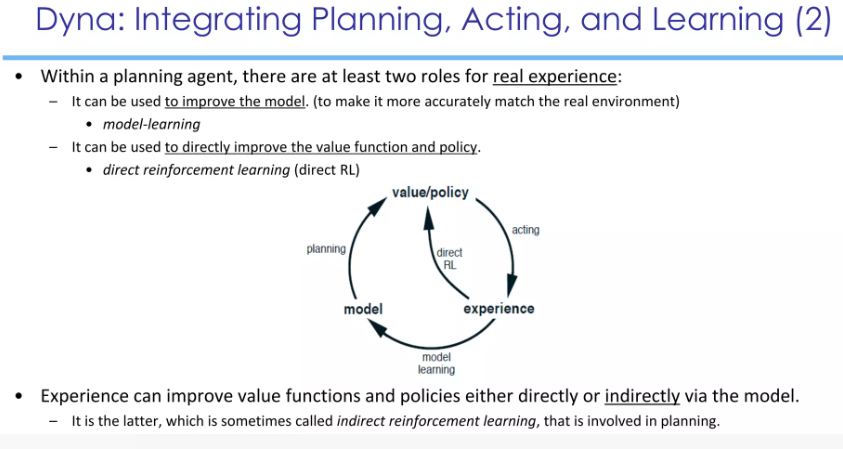 Dyna: Integrating Planning, Acting, and Learning (2)
• Within a planning agent, there are at least two roles for real experience:
– It can be used to improve the model. (to make it more accurately match the real environment)
• model-learning
– It can be used to directly improve the value function and policy.
• direct reinforcement learning (direct RL)
value/policy
acting
planning
direct
RL
model
experience
model
learning
• Experience can improve value functions and policies either directly or indirectly via the model.
– It is the latter, which is sometimes called indirect reinforcement learning, that is involved in planning.